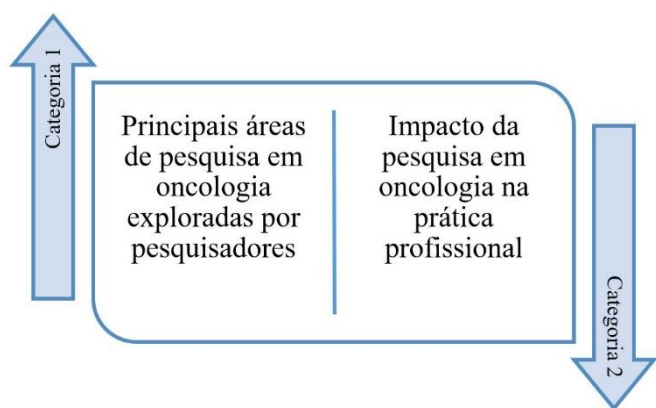 Categoria 1
Principais áreas
de pesquisa em
oncologia
exploradas por
pesquisadores
Impacto da
pesquisa em
oncologia na
prática
profissional
Categoria 2